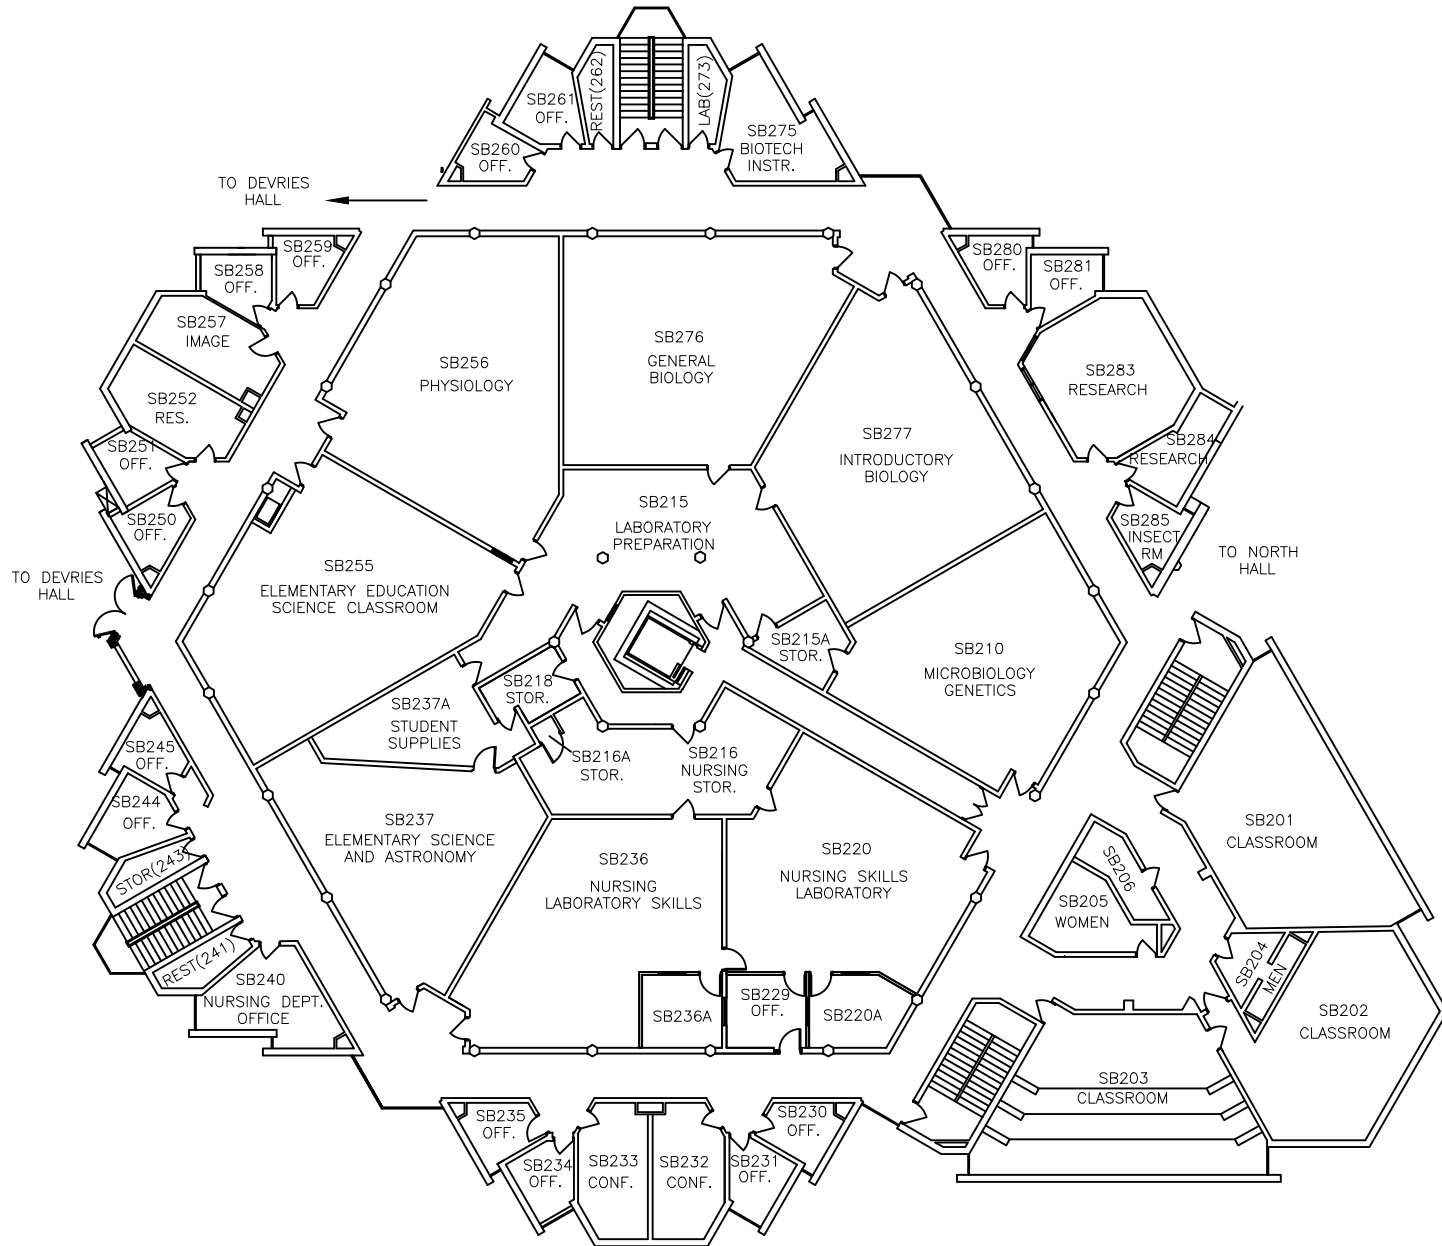 SB261
OFF.
REST(262)
LAB(273)
SB275
BIOTECH
INSTR.
SB260
OFF.
TO DEVRIES
HALL
SB259
OFF.
SB258
OFF.
SB257
IMAGE
SB252
RES.
SB251
OFF.
SB250
OFF.
TO DEVRIES
HALL
SB280
OFF.
SB281
OFF.
SB283
RESEARCH
SB284
RESEARCH
SB285
INSECT
RM
TO NORTH
HALL
SB256
PHYSIOLOGY
SB276
GENERAL
BIOLOGY
SB277
INTRODUCTORY
BIOLOGY
SB215
LABORATORY
PREPARATION
SB255
ELEMENTARY EDUCATION
SCIENCE CLASSROOM
SB215A
STOR.
SB210
MICROBIOLOGY
GENETICS
SB218
STOR.
SB237A
STUDENT
SUPPLIES
SB216A
STOR.
SB216
NURSING
STOR.
SB245
OFF.
SB244
OFF.
STOR(243)
REST(241)
SB240
NURSING DEPT.
OFFICE
SB237
ELEMENTARY SCIENCE
AND ASTRONOMY
SB236
NURSING
LABORATORY SKILLS
SB220
NURSING SKILLS
LABORATORY
SB236A
SB229
OFF.
SB220A
SB201
CLASSROOM
SB206
SB205
WOMEN
SB204
MEN
SB202
CLASSROOM
SB203
CLASSROOM
SB235
OFF.
SB234
OFF.
SB233
CONF.
SB232
CONF.
SB231
OFF.
SB230
OFF.